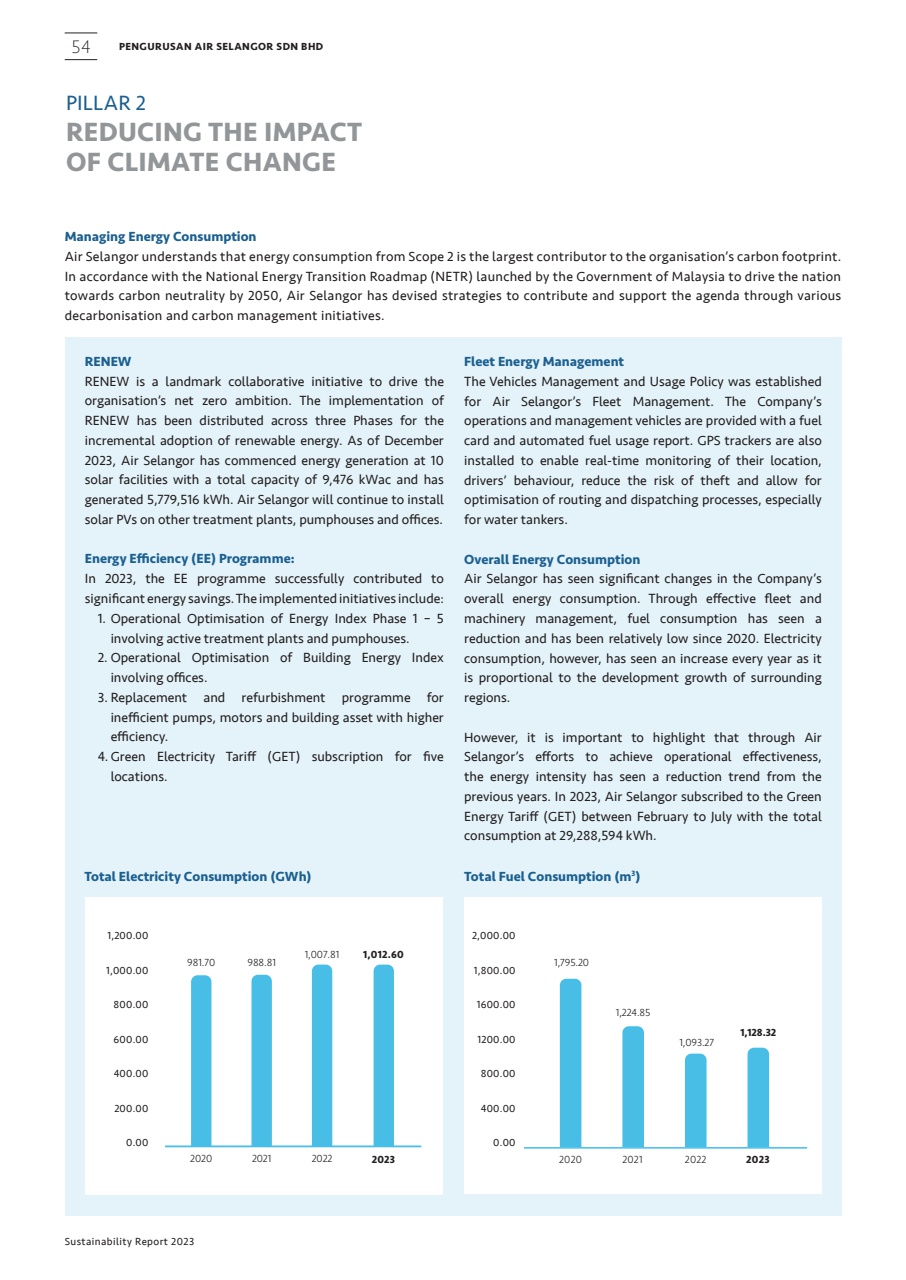 54
PENGURUSAN AIR SELANGOR SDN BHD
PILLAR 2
REDUCING THE IMPACT
OF CLIMATE CHANGE
Managing Energy Consumption
Air Selangor understands that energy consumption from Scope 2 is the largest contributor to the organisation's carbon footprint.
In accordance with the National Energy Transition Roadmap (NETR) launched by the Government of Malaysia to drive the nation
towards carbon neutrality by 2050, Air Selangor has devised strategies to contribute and support the agenda through various
decarbonisation and carbon management initiatives.
RENEW
RENEW is a landmark collaborative initiative to drive the
organisation's net zero ambition. The implementation of
RENEW has been distributed across three Phases for the
incremental adoption of renewable energy. As of December
2023, Air Selangor has commenced energy generation at 10
solar facilities with a total capacity of 9,476 kWac and has
generated 5,779,516 kWh. Air Selangor will continue to install
solar PVs on other treatment plants, pumphouses and offices.
Energy Efficiency (EE) Programme:
In 2023, the EE programme successfully contributed to
significant energy savings. The implemented initiatives include:
1. Operational Optimisation of Energy Index Phase 1 – 5
involving active treatment plants and pumphouses.
2. Operational Optimisation of Building Energy Index
involving offices.
3. Replacement and refurbishment programme for
inefficient pumps, motors and building asset with higher
efficiency.
4. Green Electricity Tariff (GET) subscription for five
locations.
Fleet Energy Management
The Vehicles Management and Usage Policy was established
for Air Selangor's Fleet Management. The Company's
operations and management vehicles are provided with a fuel
card and automated fuel usage report. GPS trackers are also
installed to enable real-time monitoring of their location,
drivers' behaviour, reduce the risk of theft and allow for
optimisation of routing and dispatching processes, especially
for water tankers.
Overall Energy Consumption
Air Selangor has seen significant changes in the Company's
overall energy consumption. Through effective fleet and
machinery management, fuel consumption has seen a
reduction and has been relatively low since 2020. Electricity
consumption, however, has seen an increase every year as it
is proportional to the development growth of surrounding
regions.
However, it is important to highlight that through Air
Selangor's efforts to achieve operational effectiveness,
the energy intensity has seen a reduction trend from the
previous years. In 2023, Air Selangor subscribed to the Green
Energy Tariff (GET) between February to July with the total
consumption at 29,288,594 kWh.
Total Electricity Consumption (GWh)
1,200.00
1,000.00
800.00
600.00
400.00
200.00
0.00
981.70
988.81
1,007.81
1,012.60
2020
2021
2022
2023
Total Fuel Consumption (m³)
2,000.00
1,800.00
1600.00
1200.00
800.00
400.00
0.00
1,795.20
1,224.85
1,093.27
1,128.32
2020
2021
2022
2023
Sustainability Report 2023